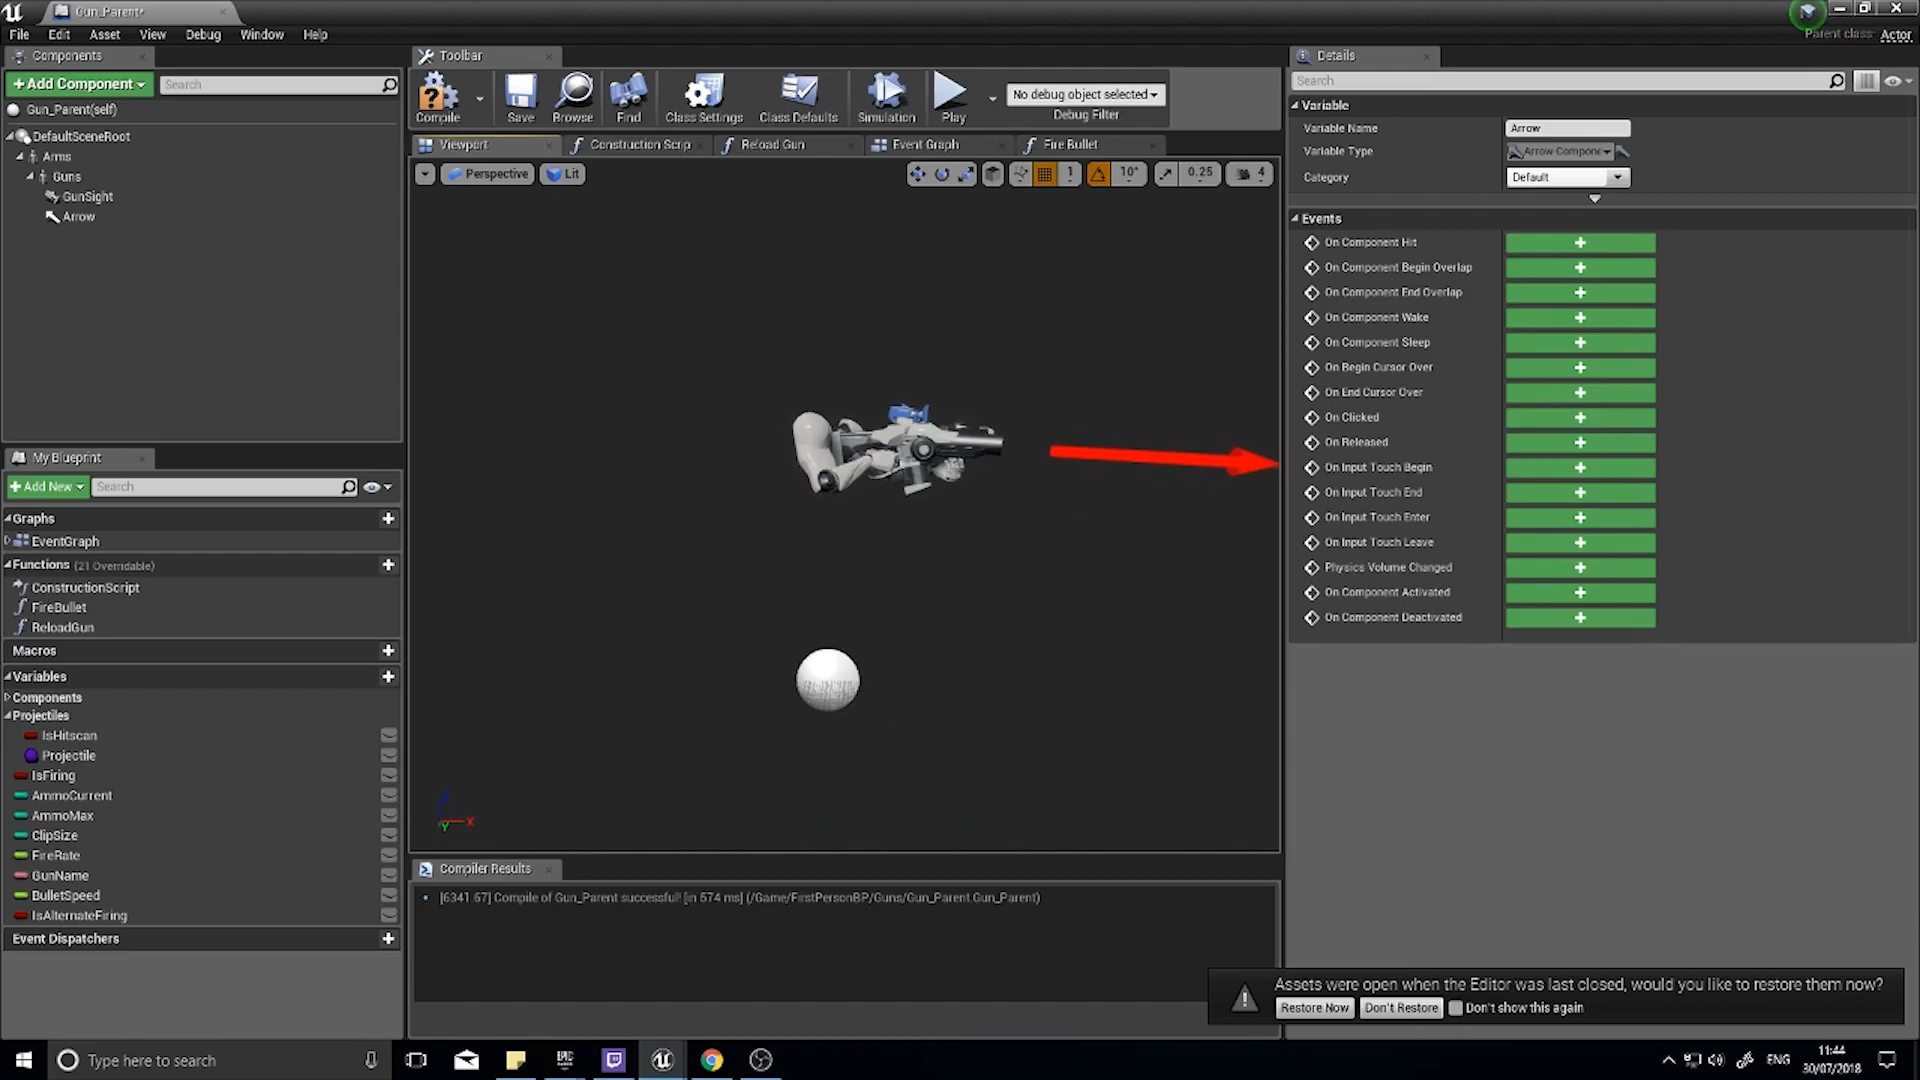 Gun_Parent*
File Edit Asset View Debug Window Help
Parent class: Actor
Components
+ Add Component
Search
Gun_Parent(self)
DefaultSceneRoot
Arms
Guns
GunSight
Arrow
My Blueprint
+ Add New
Search
Graphs
EventGraph
Functions (21 Overridable)
ConstructionScript
FireBullet
ReloadGun
Macros
Variables
Components
Projectiles
IsHitscan
Projectile
IsFiring
AmmoCurrent
AmmoMax
ClipSize
FireRate
GunName
BulletSpeed
IsAlternateFiring
Event Dispatchers
Toolbar
Compile
Save
Browse
Find
Class Settings
Class Defaults
Simulation
Play
No debug object selected
Debug Filter
Viewport
Construction Scrip
Reload Gun
Event Graph
Fire Bullet
Perspective
Lit
1
10°
0.25
4
Z
X
Y
Compiler Results
[6341 67] Compile of Gun_Parent successful! [in 574 ms] (/Game/FirstPersonBP/Guns/Gun_Parent.Gun_Parent)
Details
Search
Variable
Variable Name Arrow
Variable Type Arrow Compone
Category Default
Events
On Component Hit
On Component Begin Overlap
On Component End Overlap
On Component Wake
On Component Sleep
On Begin Cursor Over
On End Cursor Over
On Clicked
On Released
On Input Touch Begin
On Input Touch End
On Input Touch Enter
On Input Touch Leave
Physics Volume Changed
On Component Activated
On Component Deactivated
Assets were open when the Editor was last closed, would you like to restore them now?
Restore Now Don't Restore Don't show this again
Type here to search
EPIC
ENG
11:44
30/07/2018